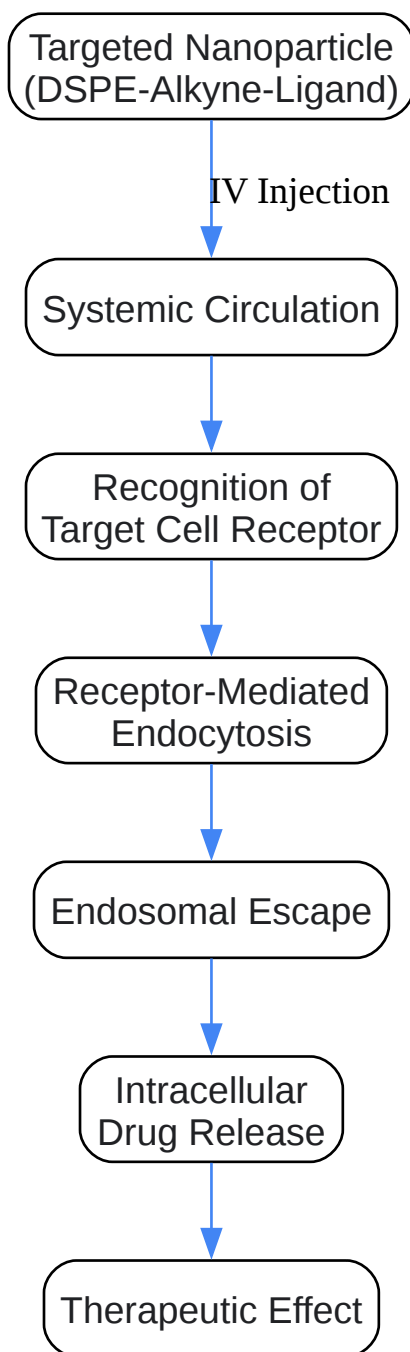 Targeted Nanoparticle
(DSPE-Alkyne-Ligand)
IV Injection
Systemic Circulation
Recognition of
Target Cell Receptor
Receptor-Mediated
Endocytosis
Endosomal Escape
Intracellular
Drug Release
Therapeutic Effect